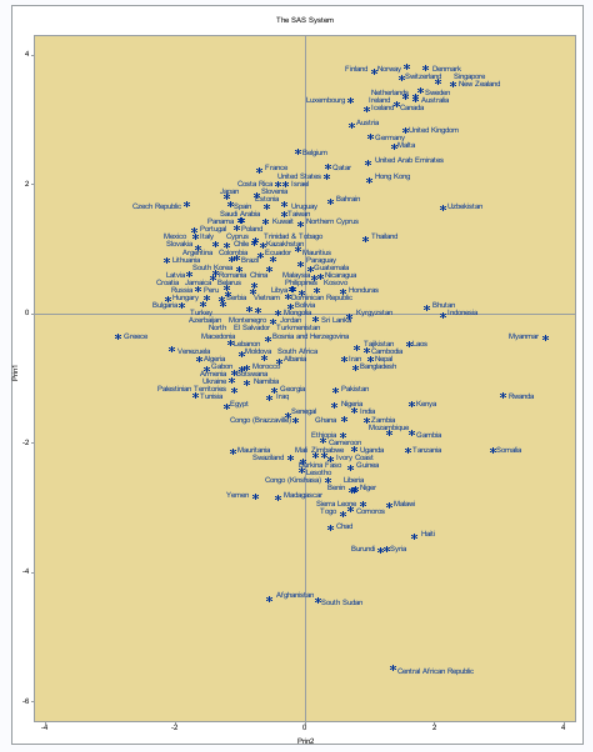 The SAS System
4
Finland Norway Denmark
Switzerland Singapore
New Zealand
Netherlands Sweden
Luxembourg Ireland Australia
Iceland Canada
Austria
United Kingdom
Germany
Malta
Belgium
United Arab Emirates
France Qatar
United States Hong Kong
2
Costa Rica Israel
Japan Slovenia
Estonia Bahrain
Czech Republic Spain Uruguay Uzbekistan
Saudi Arabia Taiwan
Panama Kuwait Northern Cyprus
Portugal Poland
Mexico Italy Cyprus Trinidad & Tobago Thailand
Slovakia Chile Kazakhstan
Argentina Colombia Ecuador Mauritius
Lithuania Brazil Paraguay
South Korea Guatemala
Latvia Romania China Malaysia Nicaragua
Croatia Jamaica Belarus Philippines Kosovo
Russia Peru Libya Honduras
Hungary Serbia Vietnam Dominican Republic
Bulgaria Bolivia Bhutan
0
Turkey Mongolia Kyrgyzstan Indonesia
Azerbaijan Montenegro Jordan Sri Lanka
North El Salvador Turkmenistan
Greece Macedonia Bosnia and Herzegovina Myanmar
Lebanon Tajikistan Laos
Venezuela Moldova South Africa Cambodia
Algeria Albania Iran Nepal
Gabon Morocco Bangladesh
Armenia Botswana
Ukraine Namibia
Palestinian Territories Georgia Pakistan
Tunisia Iraq Rwanda
Egypt Nigeria Kenya
Senegal India
Congo (Brazzaville) Ghana Zambia
Mozambique
Ethiopia Gambia
-2
Cameroon
Mauritania Mali Zimbabwe Uganda Tanzania Somalia
Swaziland Ivory Coast
Burkina Faso Guinea
Lesotho
Congo (Kinshasa) Liberia
Benin Niger
Yemen Madagascar
Sierra Leone Malawi
Togo Comoros
Chad
Haiti
Burundi Syria
-4
Afghanistan
South Sudan
Central African Republic
-6
-4 -2 0 2 4
Prin1
Prin2